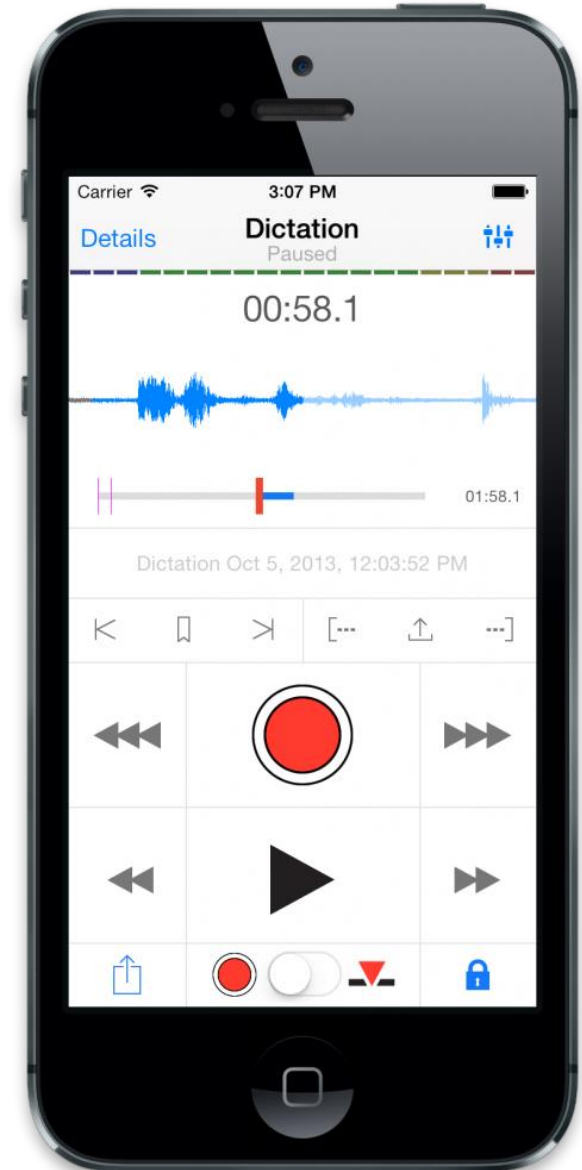 Carrier 3:07 PM
Details Dictation
Paused
00:58.1
01:58.1
Dictation Oct 5, 2013, 12:03:52 PM